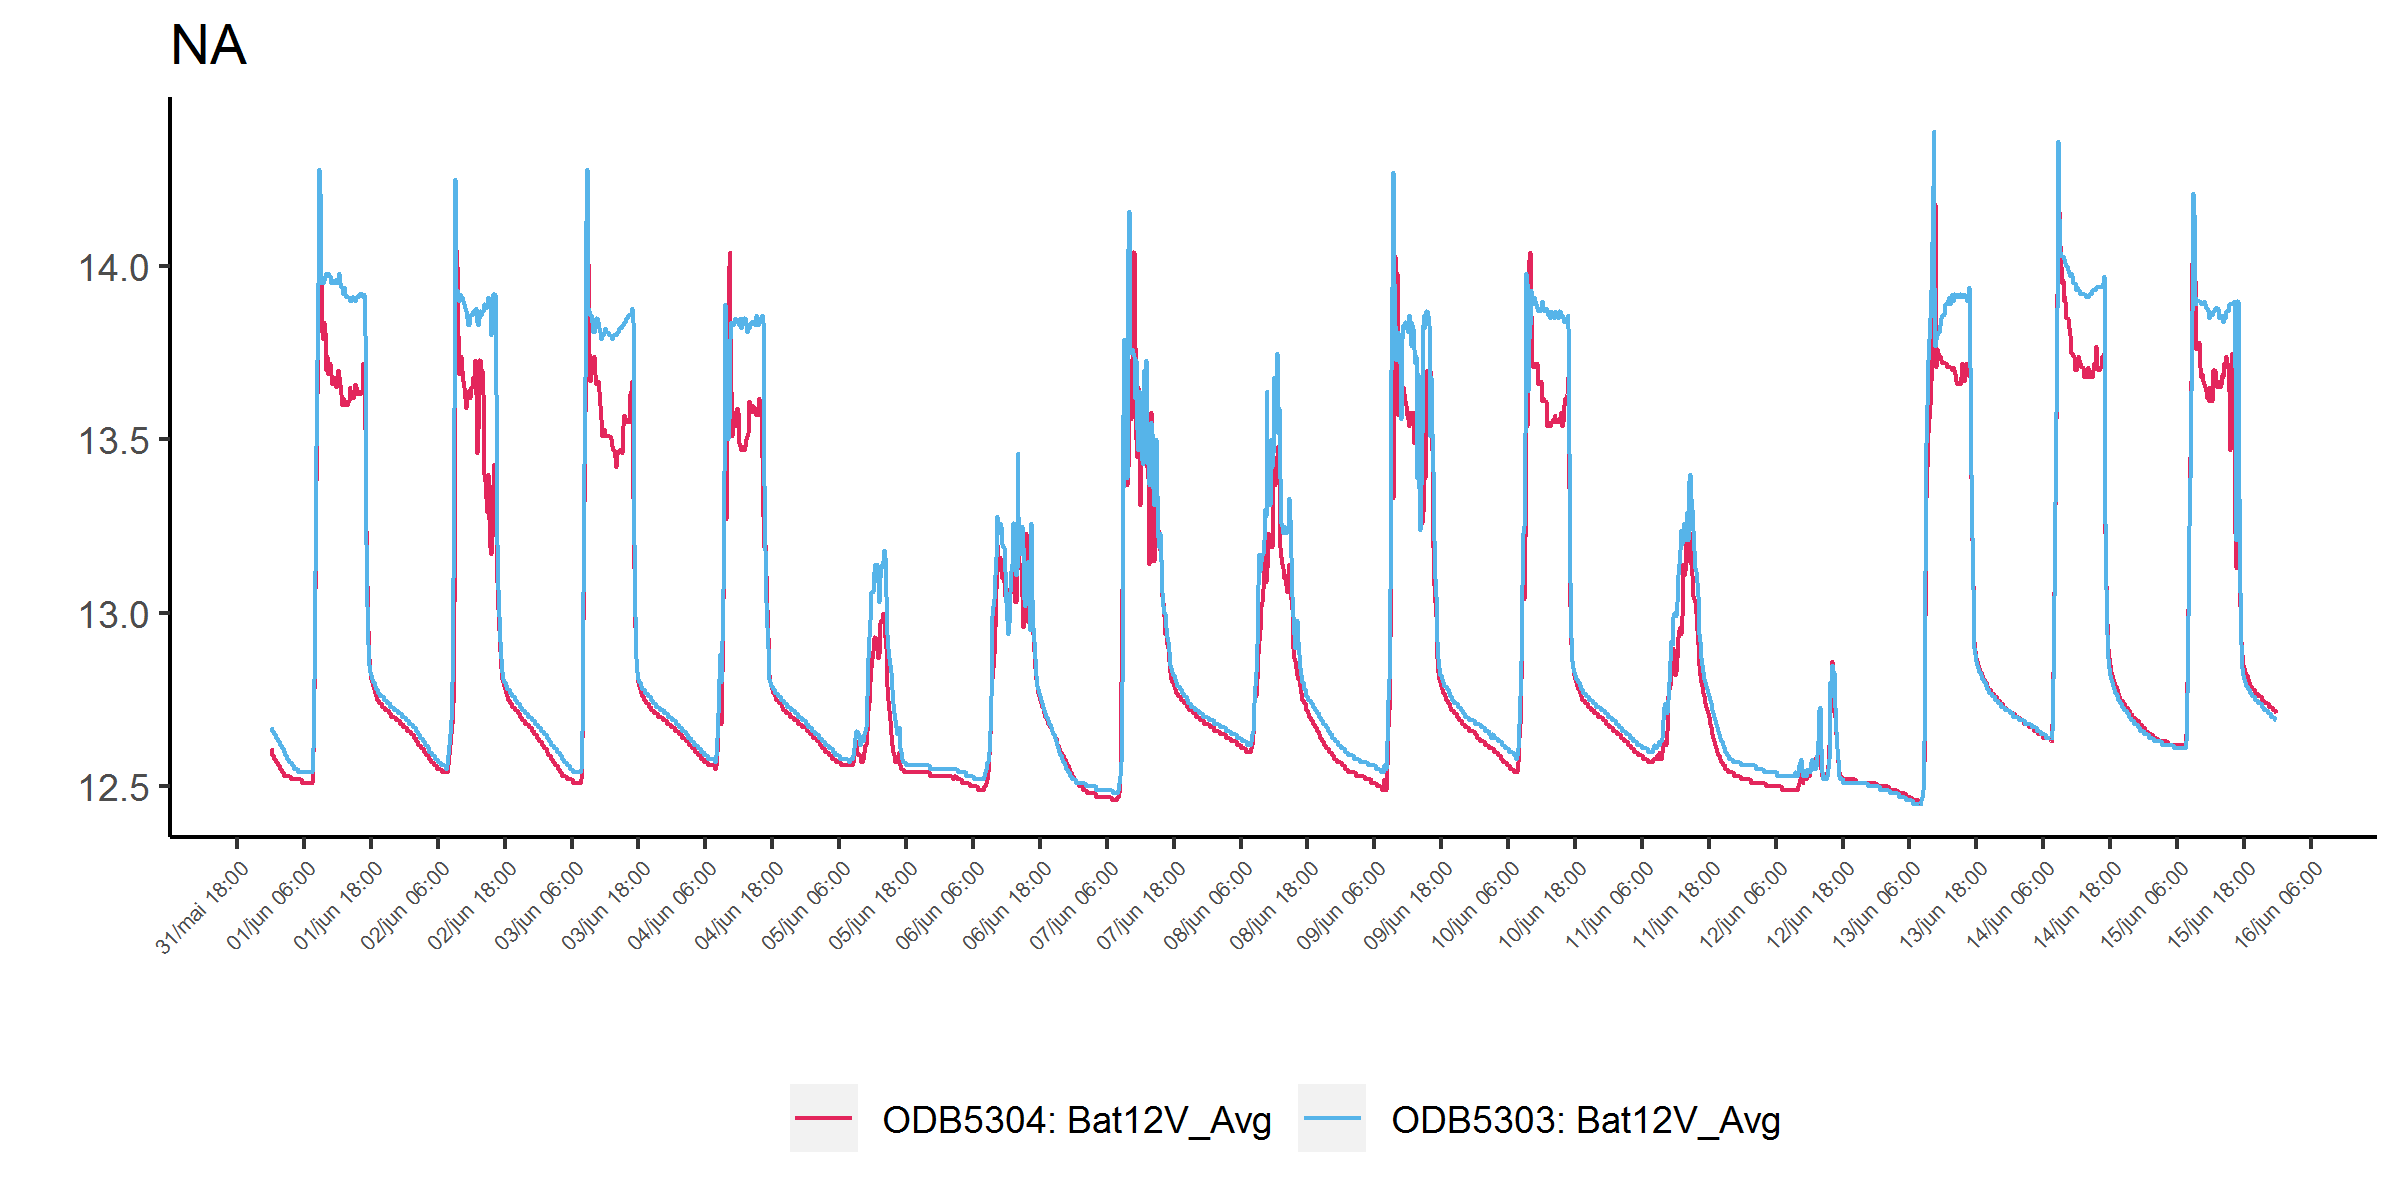 NA
14.0
13.5
13.0
12.5
31/mai 18:00
01/jun 06:00
01/jun 18:00
02/jun 06:00
02/jun 18:00
03/jun 06:00
03/jun 18:00
04/jun 06:00
04/jun 18:00
05/jun 06:00
05/jun 18:00
06/jun 06:00
06/jun 18:00
07/jun 06:00
07/jun 18:00
08/jun 06:00
08/jun 18:00
09/jun 06:00
09/jun 18:00
10/jun 06:00
10/jun 18:00
11/jun 06:00
11/jun 18:00
12/jun 06:00
12/jun 18:00
13/jun 06:00
13/jun 18:00
14/jun 06:00
14/jun 18:00
15/jun 06:00
15/jun 18:00
16/jun 06:00
ODB5304: Bat12V_Avg ODB5303: Bat12V_Avg